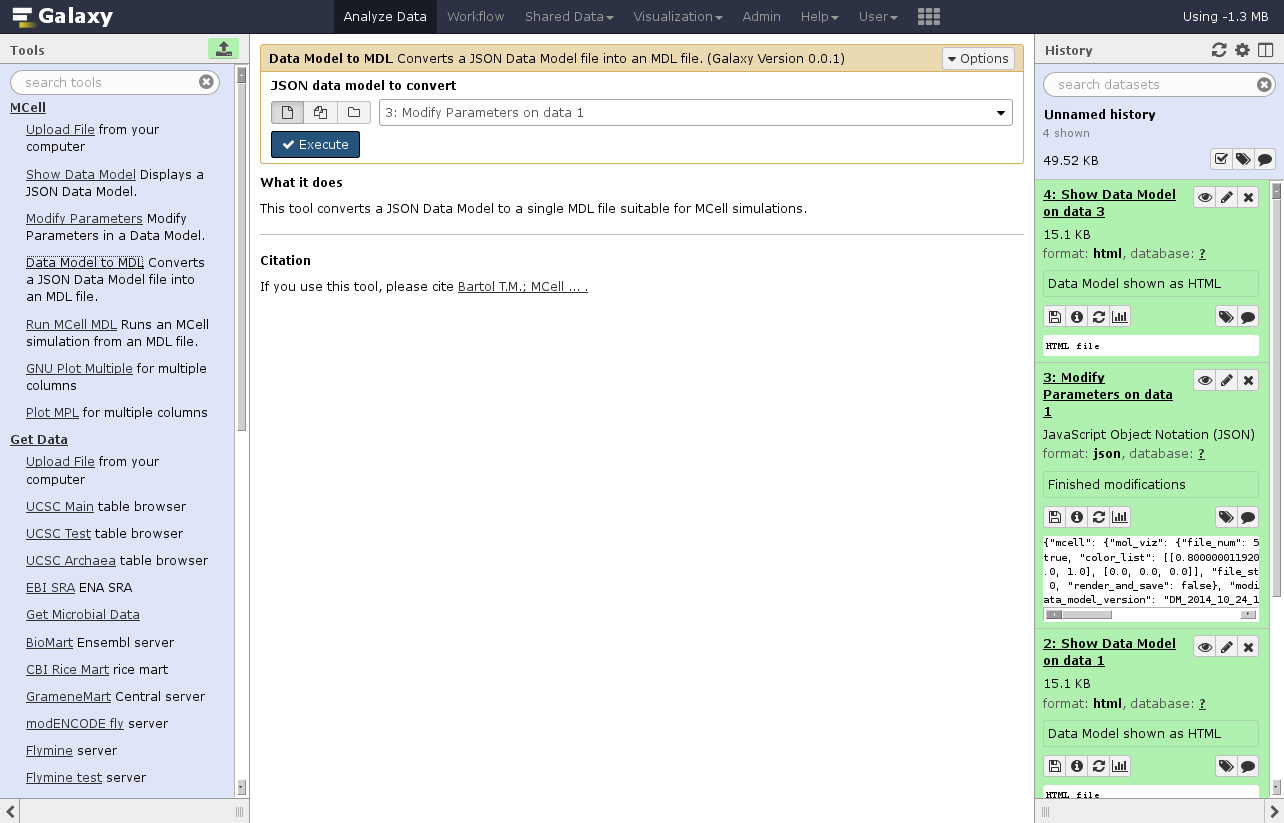 Galaxy
Analyze Data Workflow Shared Data Visualization Admin Help User Using -1.3 MB
Tools
search tools
MCell
Upload File from your
computer
Show Data Model Displays a
JSON Data Model.
Modify Parameters Modify
Parameters in a Data Model.
Data Model to MDL Converts
a JSON Data Model file into
an MDL file.
Run MCell MDL Runs an MCell
simulation from an MDL file.
GNU Plot Multiple for multiple
columns
Plot MPL for multiple columns
Get Data
Upload File from your
computer
UCSC Main table browser
UCSC Test table browser
UCSC Archaea table browser
EBI SRA ENA SRA
Get Microbial Data
BioMart Ensembl server
CBI Rice Mart rice mart
GrameneMart Central server
modENCODE fly server
Flymine server
Flymine test server
Data Model to MDL Converts a JSON Data Model file into an MDL file. (Galaxy Version 0.0.1)
Options
JSON data model to convert
3: Modify Parameters on data 1
Execute
What it does
This tool converts a JSON Data Model to a single MDL file suitable for MCell simulations.
Citation
If you use this tool, please cite Bartol T.M.; MCell ... .
History
search datasets
Unnamed history
4 shown
49.52 KB
4: Show Data Model
on data 3
15.1 KB
format: html, database: ?
Data Model shown as HTML
HTML file
3: Modify
Parameters on data
1
JavaScript Object Notation (JSON)
format: json, database: ?
Finished modifications
{"mcell": {"mol_viz": {"file_num": 5
true, "color_list": [[0.800000011920
.0, 1.0], [0.0, 0.0, 0.0]], "file_st
0, "render_and_save": false}, "modi
ata_model_version": "DM_2014_10_24_1
2: Show Data Model
on data 1
15.1 KB
format: html, database: ?
Data Model shown as HTML
HTML file